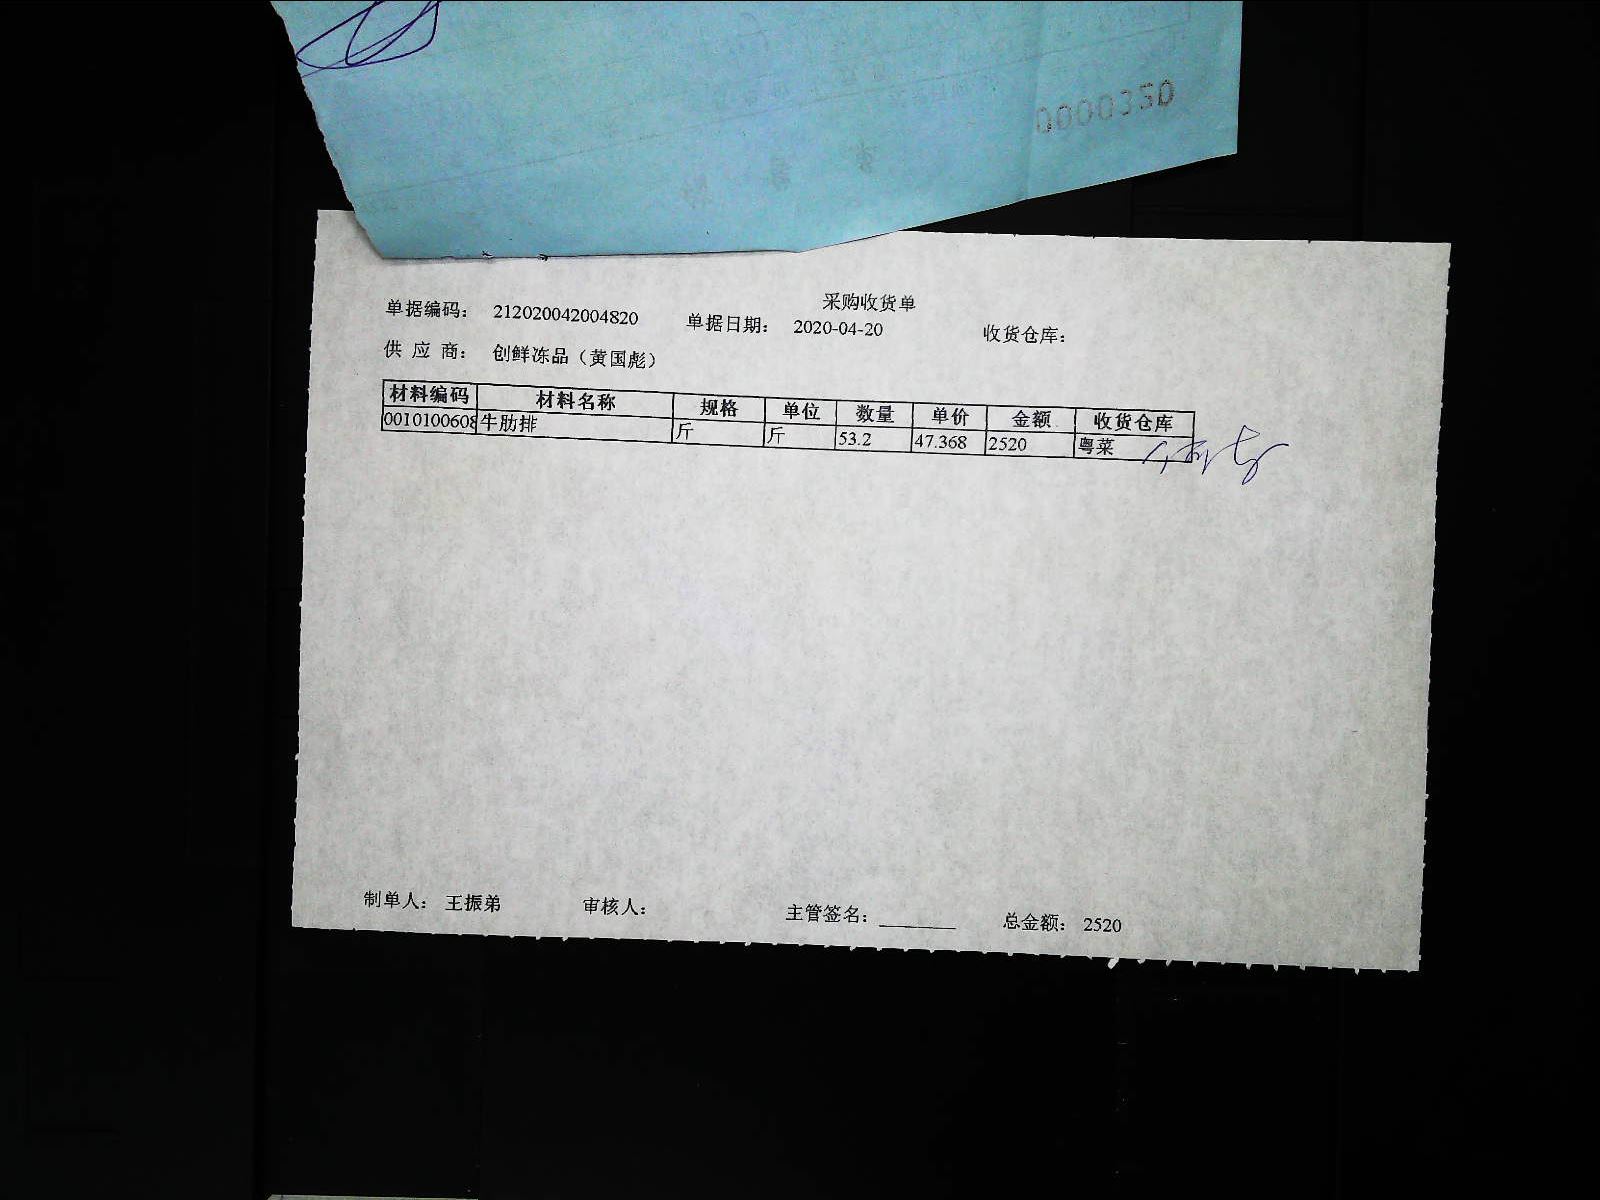 0000350
采购收货单
单据编码： 212020042004820 单据日期： 2020-04-20 收货仓库：
供 应 商： 创鲜冻品（黄国彪）
材料编码 材料名称 规格 单位 数量 单价 金额 收货仓库
0010100608 牛肋排 斤 斤 53.2 47.368 2520 粤菜
制单人： 王振弟 审核人： 主管签名：________ 总金额： 2520